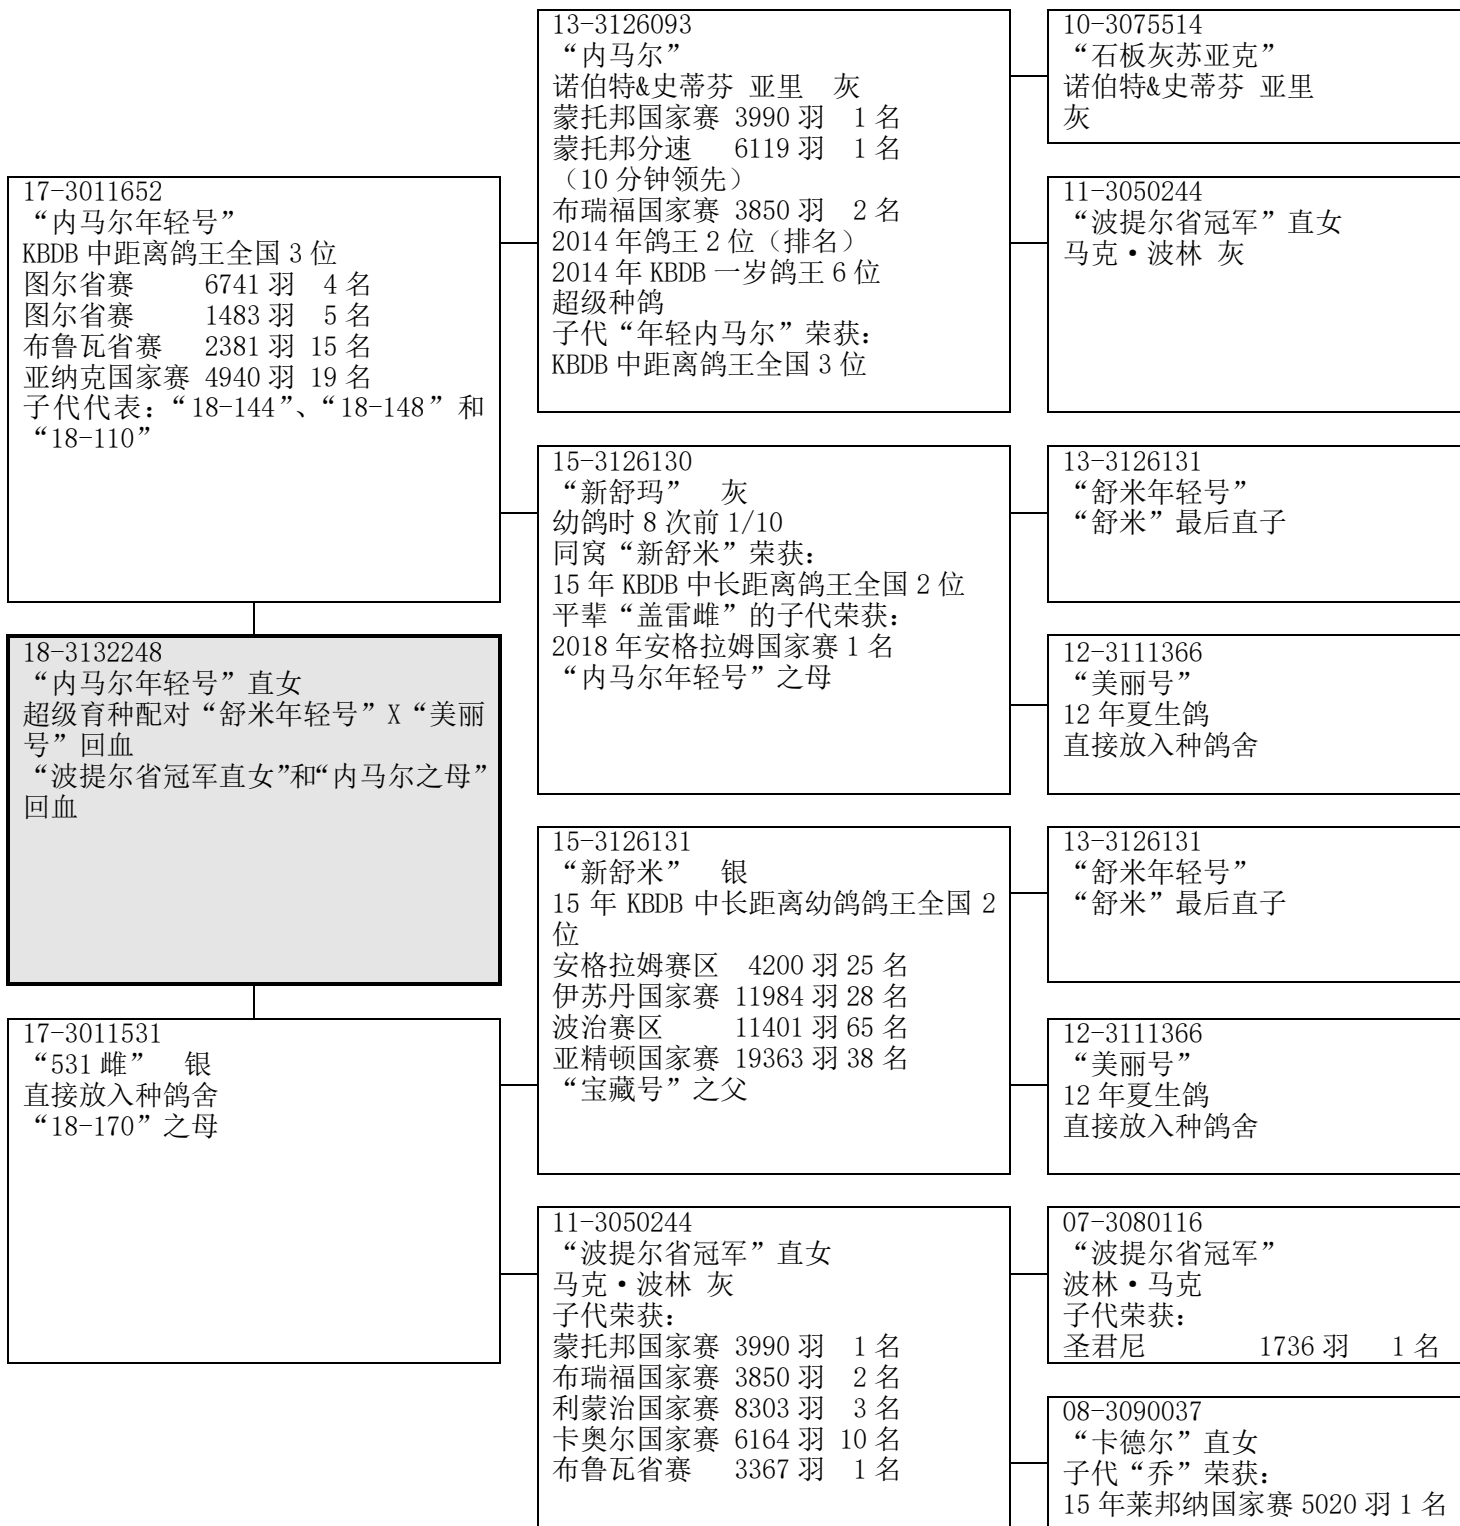 17-3011652
“内马尔年轻号”
KBDB 中距离鸽王全国 3 位
图尔省赛 6741 羽 4 名
图尔省赛 1483 羽 5 名
布鲁瓦省赛 2381 羽 15 名
亚纳克国家赛 4940 羽 19 名
子代代表：“18-144”、“18-148” 和
“18-110”
18-3132248
“内马尔年轻号”直女
超级育种配对“舒米年轻号”X“美丽
号”回血
“波提尔省冠军直女”和“内马尔之母”
回血
17-3011531
“531 雌” 银
直接放入种鸽舍
“18-170”之母
13-3126093
“内马尔”
诺伯特&史蒂芬 亚里 灰
蒙托邦国家赛 3990 羽 1 名
蒙托邦分速 6119 羽 1 名
（10 分钟领先）
布瑞福国家赛 3850 羽 2 名
2014 年鸽王 2 位（排名）
2014 年 KBDB 一岁鸽王 6 位
超级种鸽
子代“年轻内马尔”荣获：
KBDB 中距离鸽王全国 3 位
15-3126130
“新舒玛” 灰
幼鸽时 8 次前 1/10
同窝“新舒米”荣获：
15 年 KBDB 中长距离鸽王全国 2 位
平辈“盖雷雌”的子代荣获：
2018 年安格拉姆国家赛 1 名
“内马尔年轻号”之母
15-3126131
“新舒米” 银
15 年 KBDB 中长距离幼鸽鸽王全国 2
位
安格拉姆赛区 4200 羽 25 名
伊苏丹国家赛 11984 羽 28 名
波治赛区 11401 羽 65 名
亚精顿国家赛 19363 羽 38 名
“宝藏号”之父
11-3050244
“波提尔省冠军”直女
马克·波林 灰
子代荣获：
蒙托邦国家赛 3990 羽 1 名
布瑞福国家赛 3850 羽 2 名
利蒙治国家赛 8303 羽 3 名
卡奥尔国家赛 6164 羽 10 名
布鲁瓦省赛 3367 羽 1 名
10-3075514
“石板灰苏亚克”
诺伯特&史蒂芬 亚里
灰
11-3050244
“波提尔省冠军”直女
马克·波林 灰
13-3126131
“舒米年轻号”
“舒米”最后直子
12-3111366
“美丽号”
12 年夏生鸽
直接放入种鸽舍
13-3126131
“舒米年轻号”
“舒米”最后直子
12-3111366
“美丽号”
12 年夏生鸽
直接放入种鸽舍
07-3080116
“波提尔省冠军”
波林·马克
子代荣获：
圣君尼 1736 羽 1 名
08-3090037
“卡德尔”直女
子代“乔”荣获：
15 年莱邦纳国家赛 5020 羽 1 名